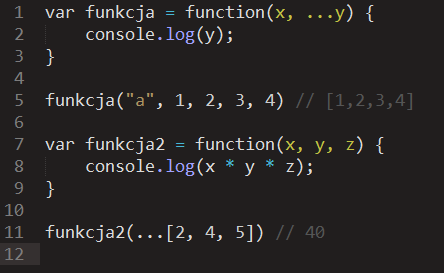 1 var funkcja = function(x, ...y) {
2     console.log(y);
3 }
4
5 funkcja("a", 1, 2, 3, 4) // [1,2,3,4]
6
7 var funkcja2 = function(x, y, z) {
8     console.log(x * y * z);
9 }
10
11 funkcja2(...[2, 4, 5]) // 40
12